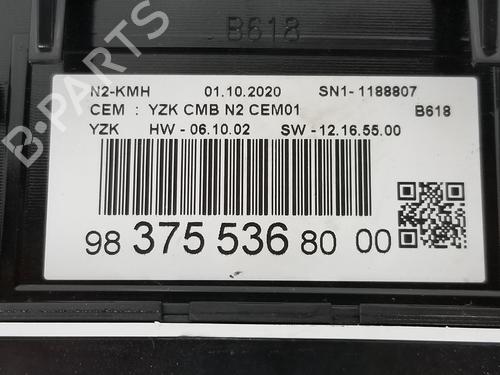 B618
N2-KMH 01.10.2020 SN1-1188807
CEM : YZK CMB N2 CEM01 B618
YZK HW -06.10.02 SW -12.16.55.00
98 375 536 80 00
B-PARTS